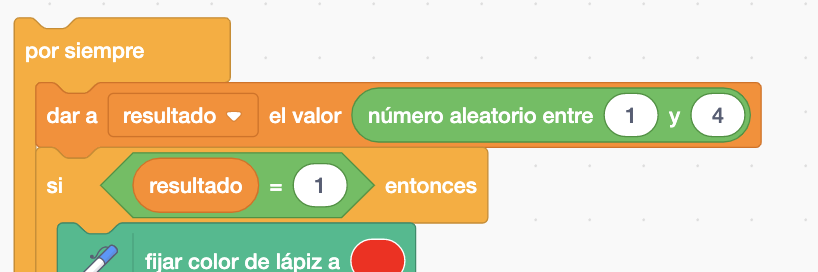 por siempre
dar a resultado el valor número aleatorio entre 1 y 4
si resultado = 1 entonces
fijar color de lápiz a